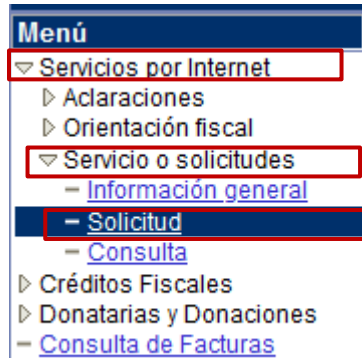 Menú
Servicios por Internet
Aclaraciones
Orientación fiscal
Servicio o solicitudes
Información general
Solicitud
Consulta
Créditos Fiscales
Donatarias y Donaciones
Consulta de Facturas